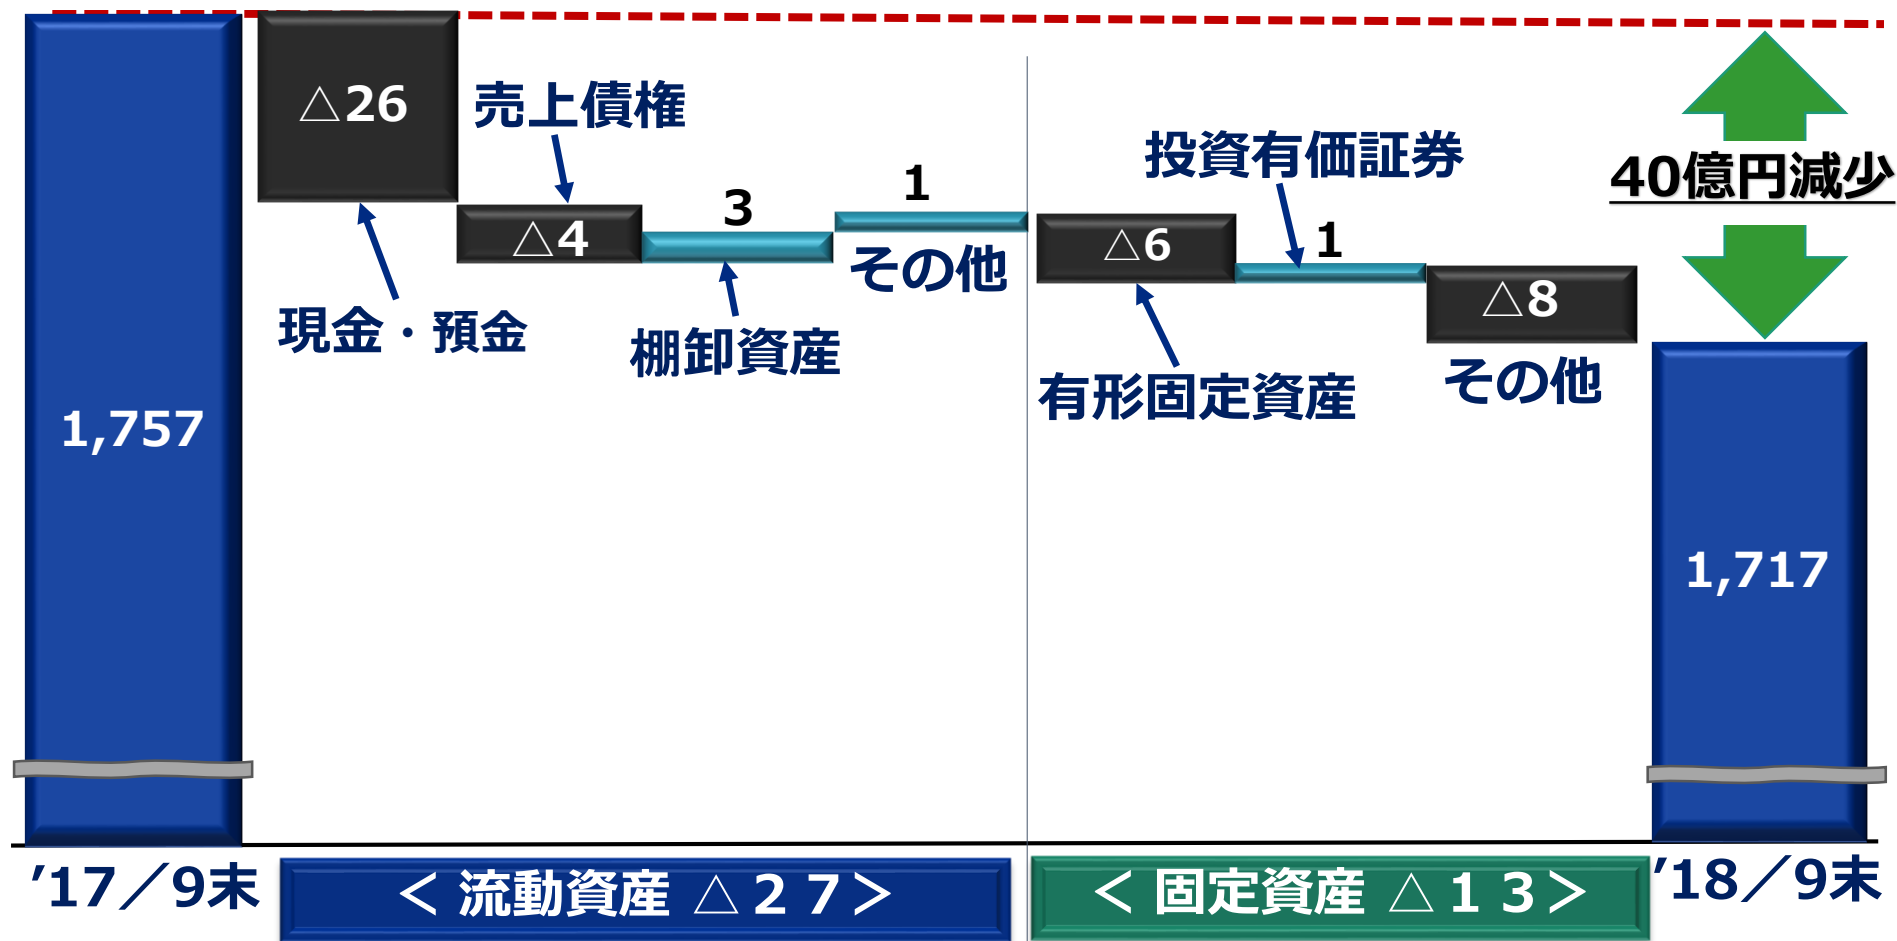 △26
売上債権
投資有価証券
40億円減少
3
1
△4
その他
△6
1
△8
現金・預金
棚卸資産
有形固定資産
その他
1,757
1,717
’17／9末
＜ 流動資産 △２７＞
＜ 固定資産 △１３＞
’18／9末